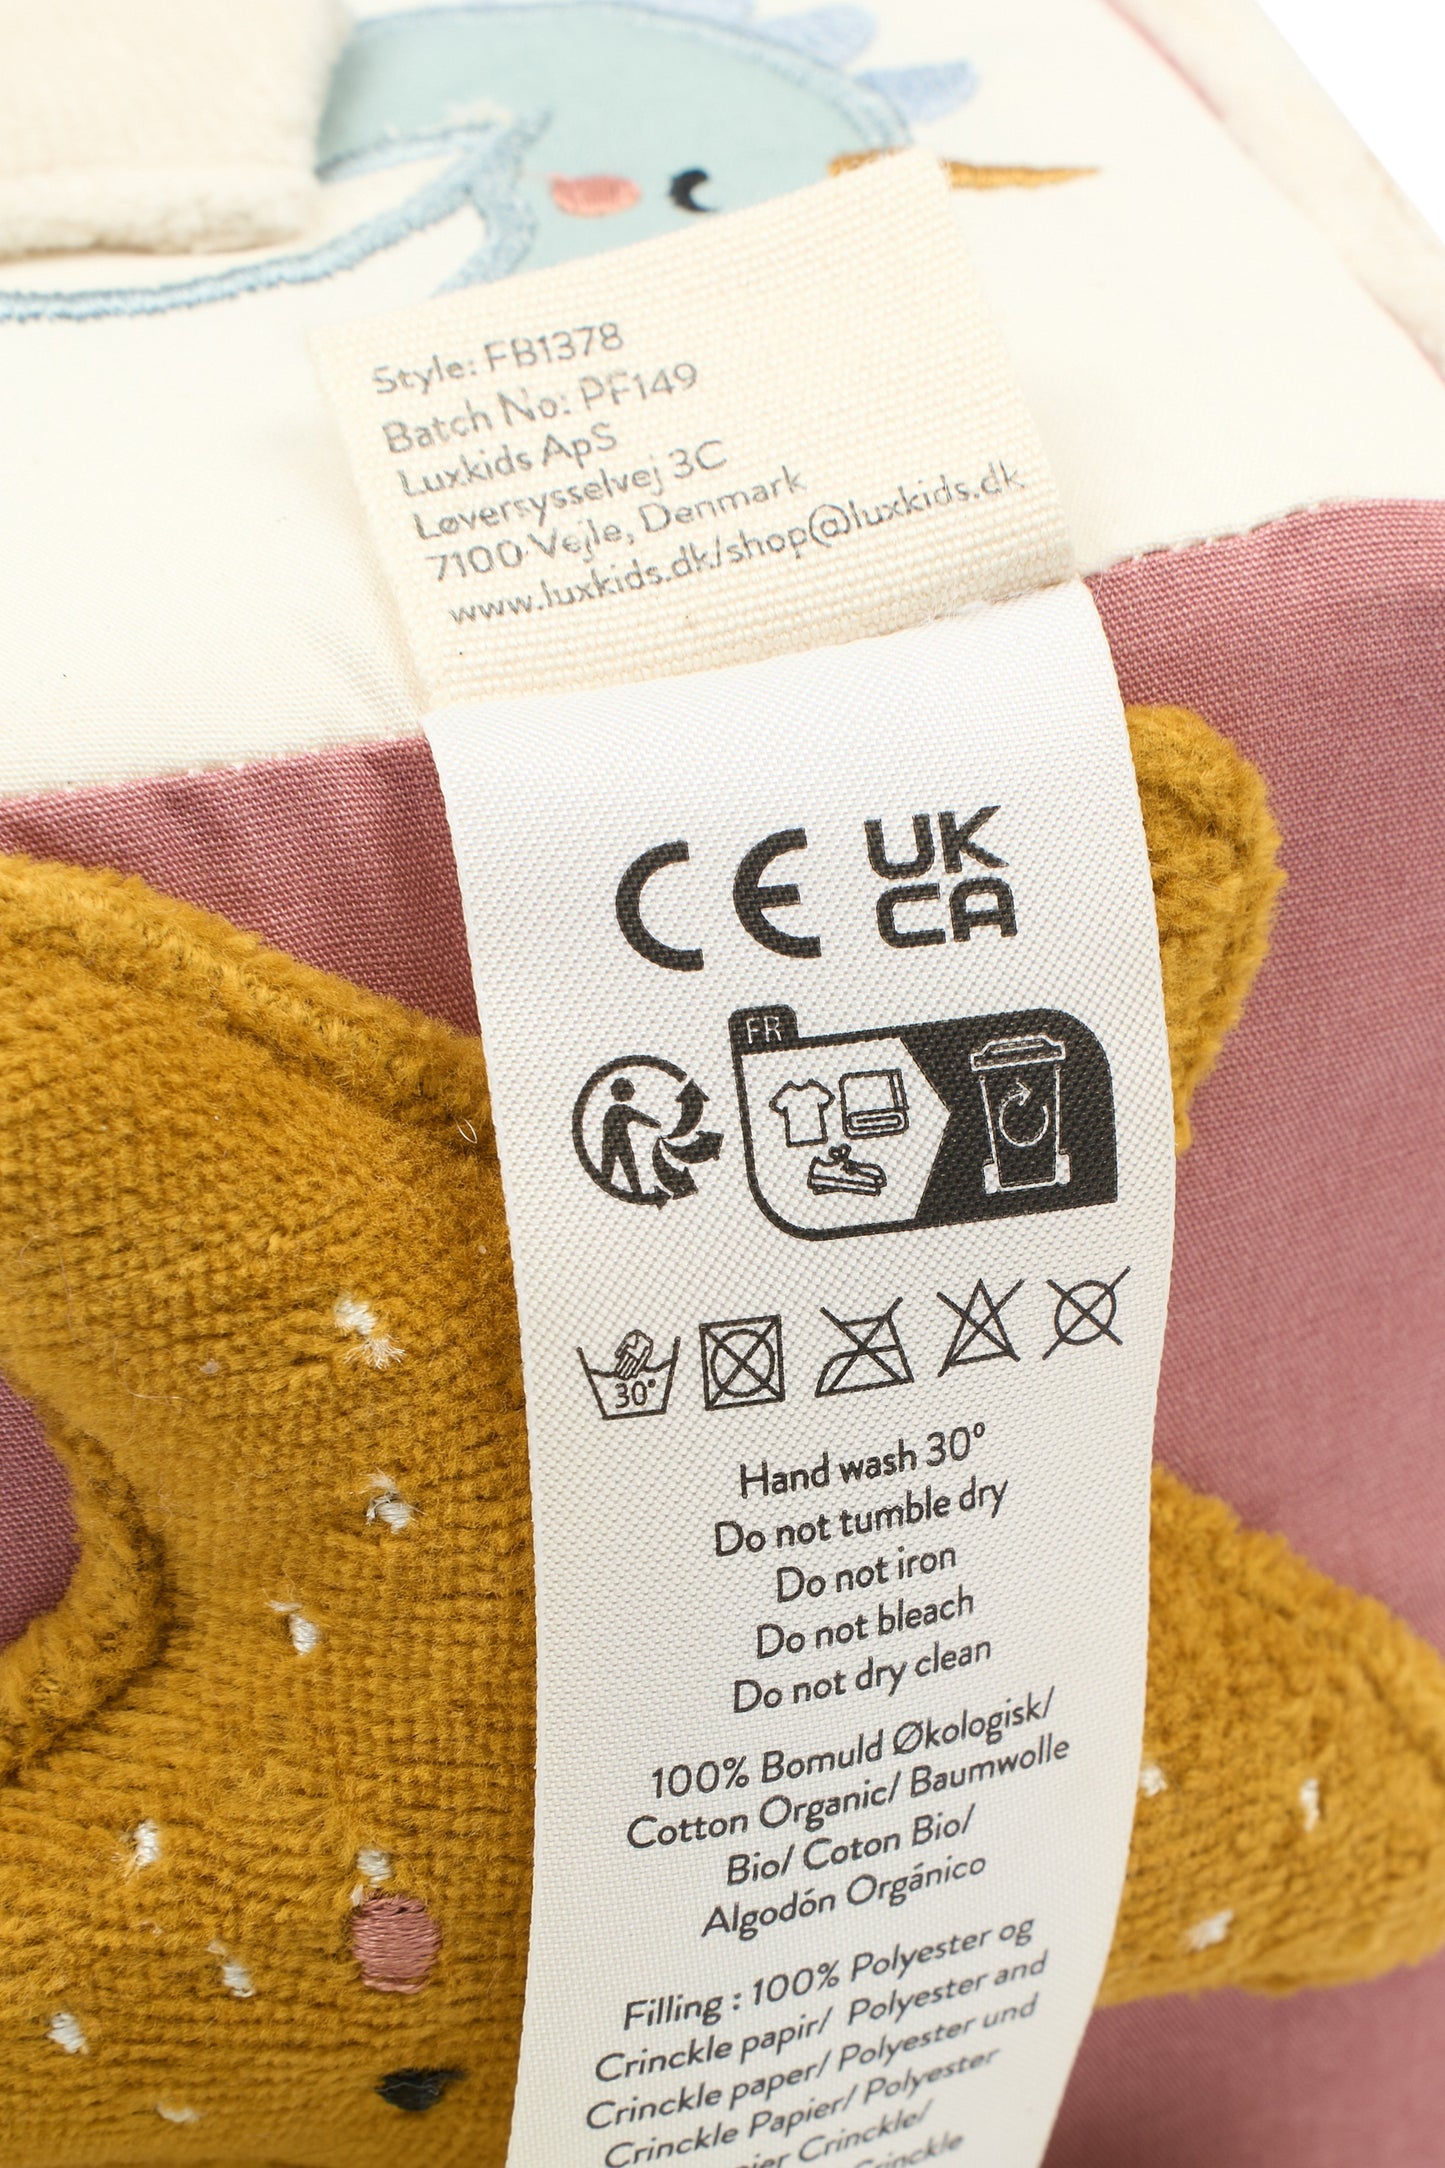 Style: FB1378
Batch No: PF149
Luxkids ApS
Løversysselvej 3C
7100 Vejle, Denmark
www.luxkids.dk/shop@luxkids.dk
CE
UK
CA
FR
30°
Hand wash 30°
Do not tumble dry
Do not iron
Do not bleach
Do not dry clean
100% Bomuld Økologisk/
Cotton Organic/ Baumwolle
Bio/ Coton Bio/
Algodón Orgánico
Filling : 100% Polyester og
Crinckle papir/ Polyester and
Crinckle paper/ Polyester und
Crinckle Papier/ Polyester
Crinckle/
Crinckle